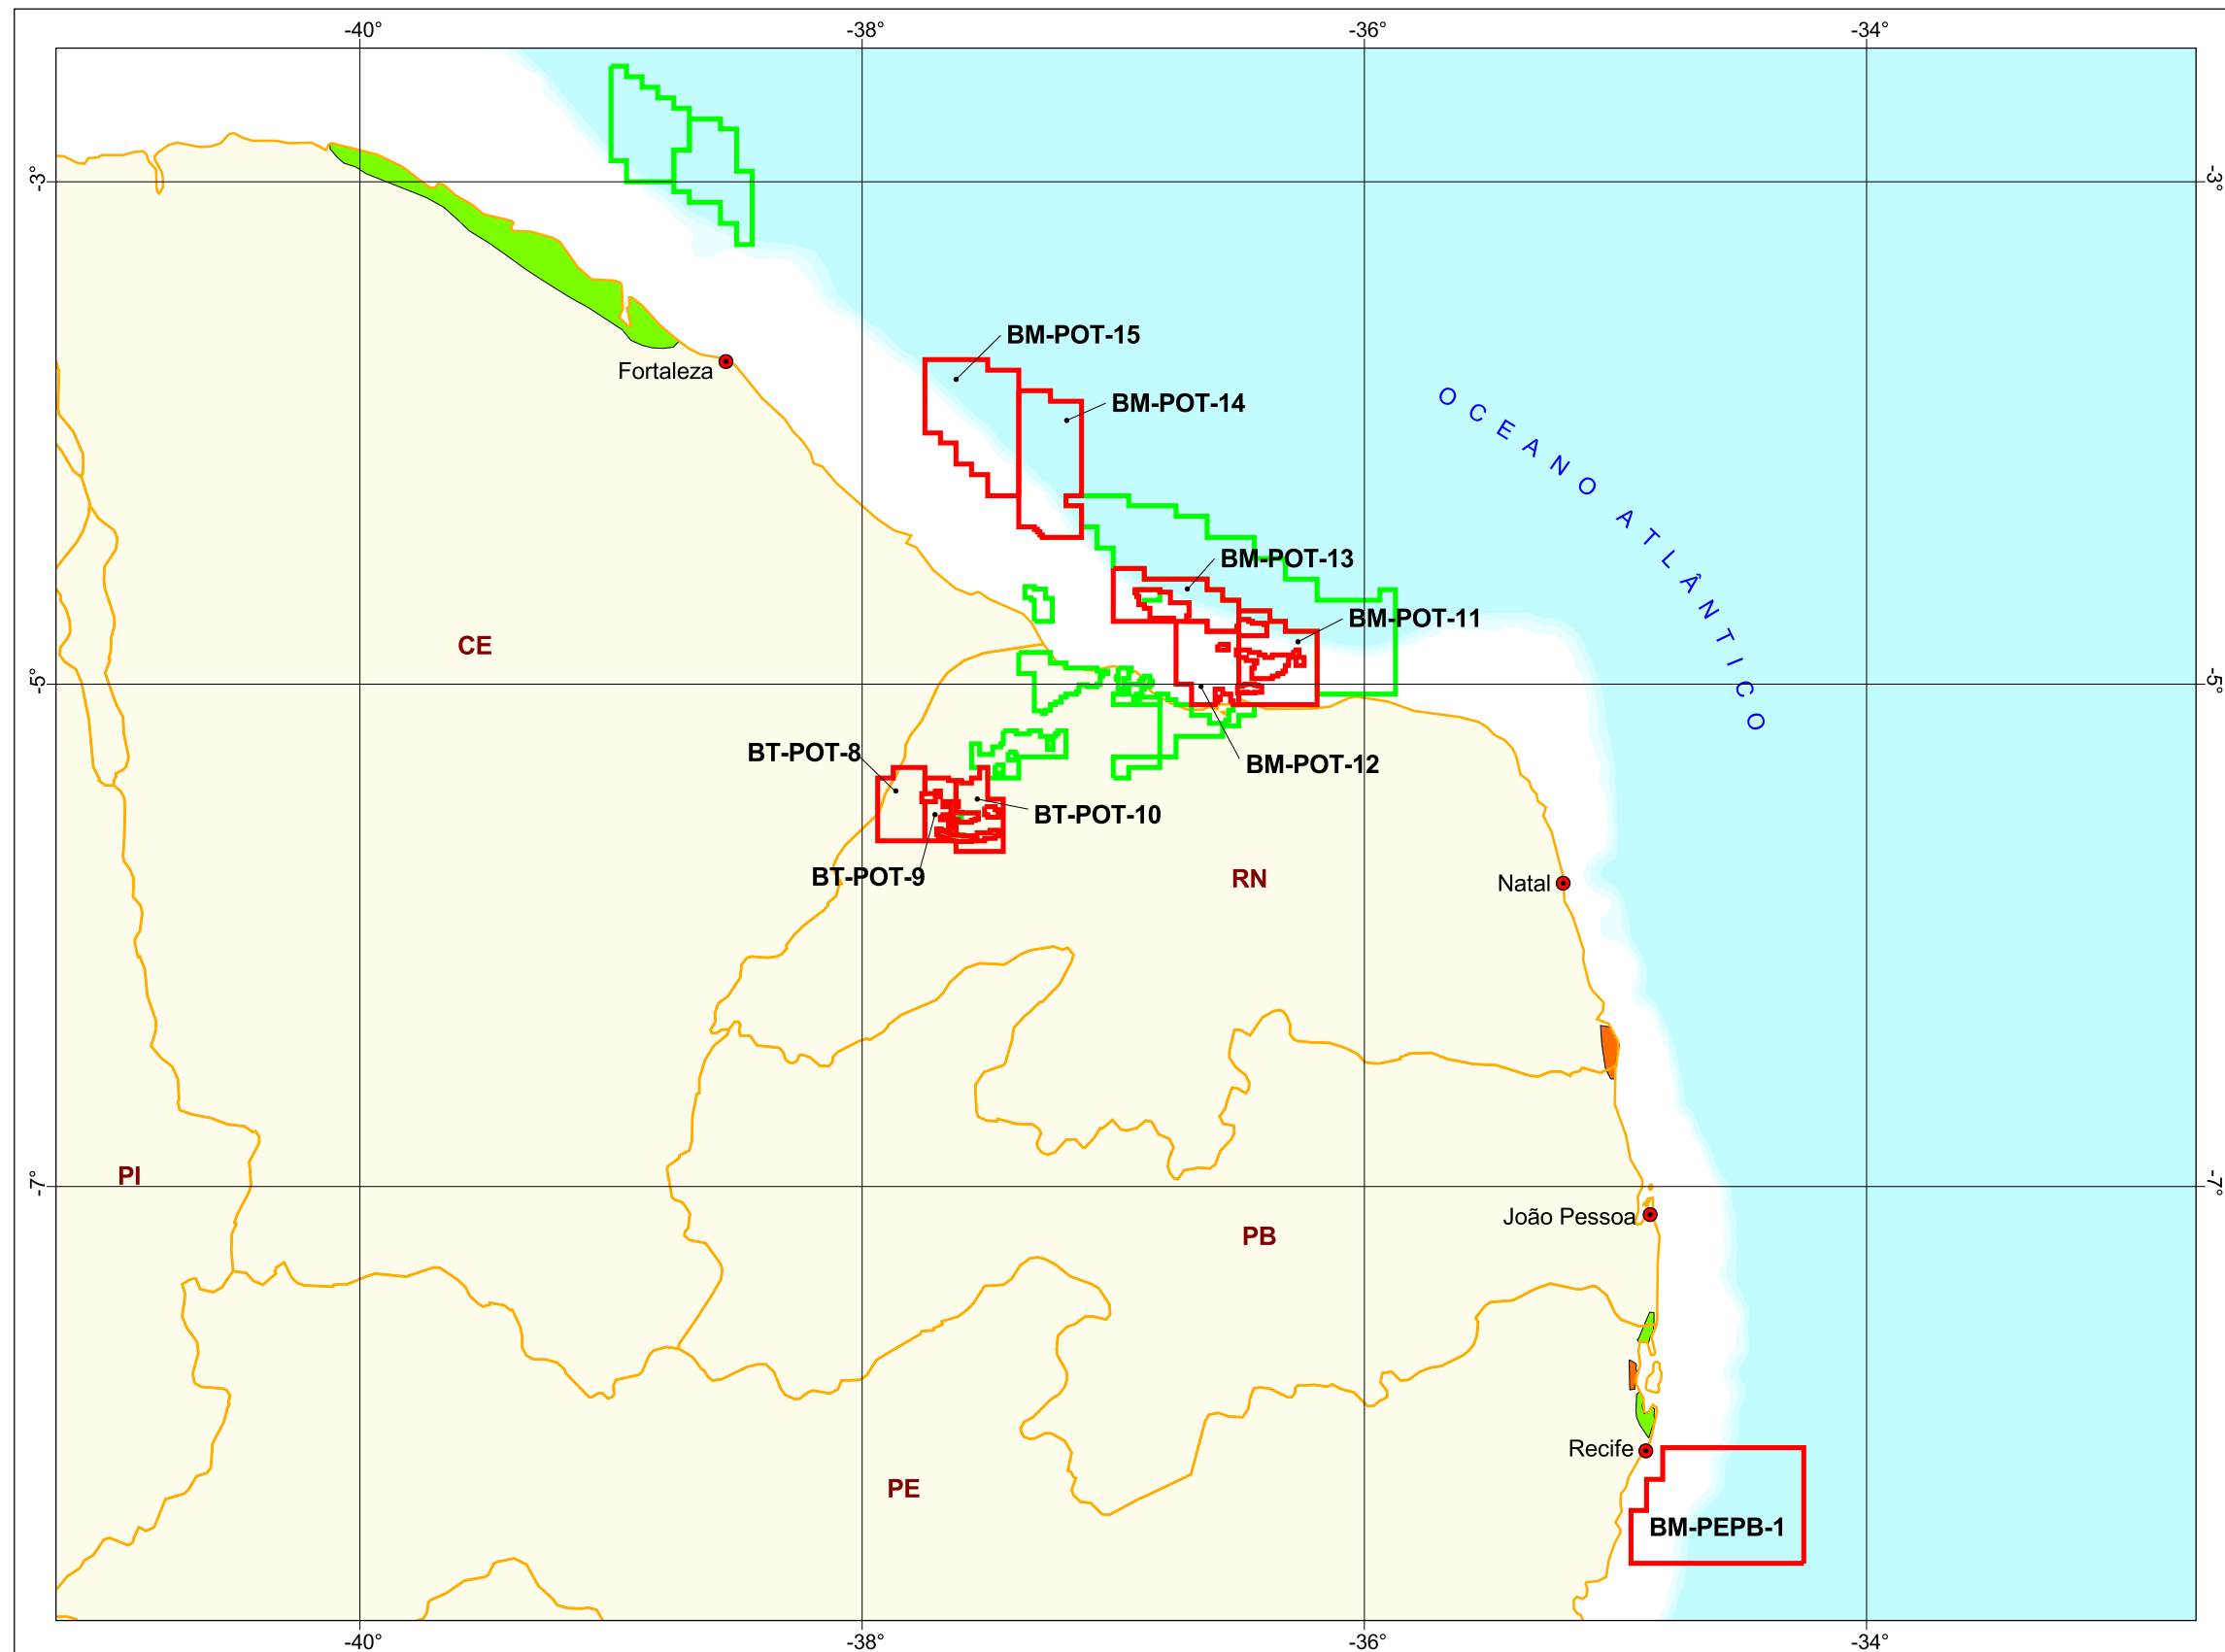 -40° -38° -36° -34°
-3° -3°
BM-POT-15
Fortaleza
BM-POT-14
OCEANO ATLÂNTICO
BM-POT-13
BM-POT-11
CE
-5° -5°
BT-POT-8
BM-POT-12
BT-POT-10
BT-POT-9
RN
Natal
PI
-7° -7°
João Pessoa
PB
Recife
PE
BM-PEPB-1
-40° -38° -36° -34°